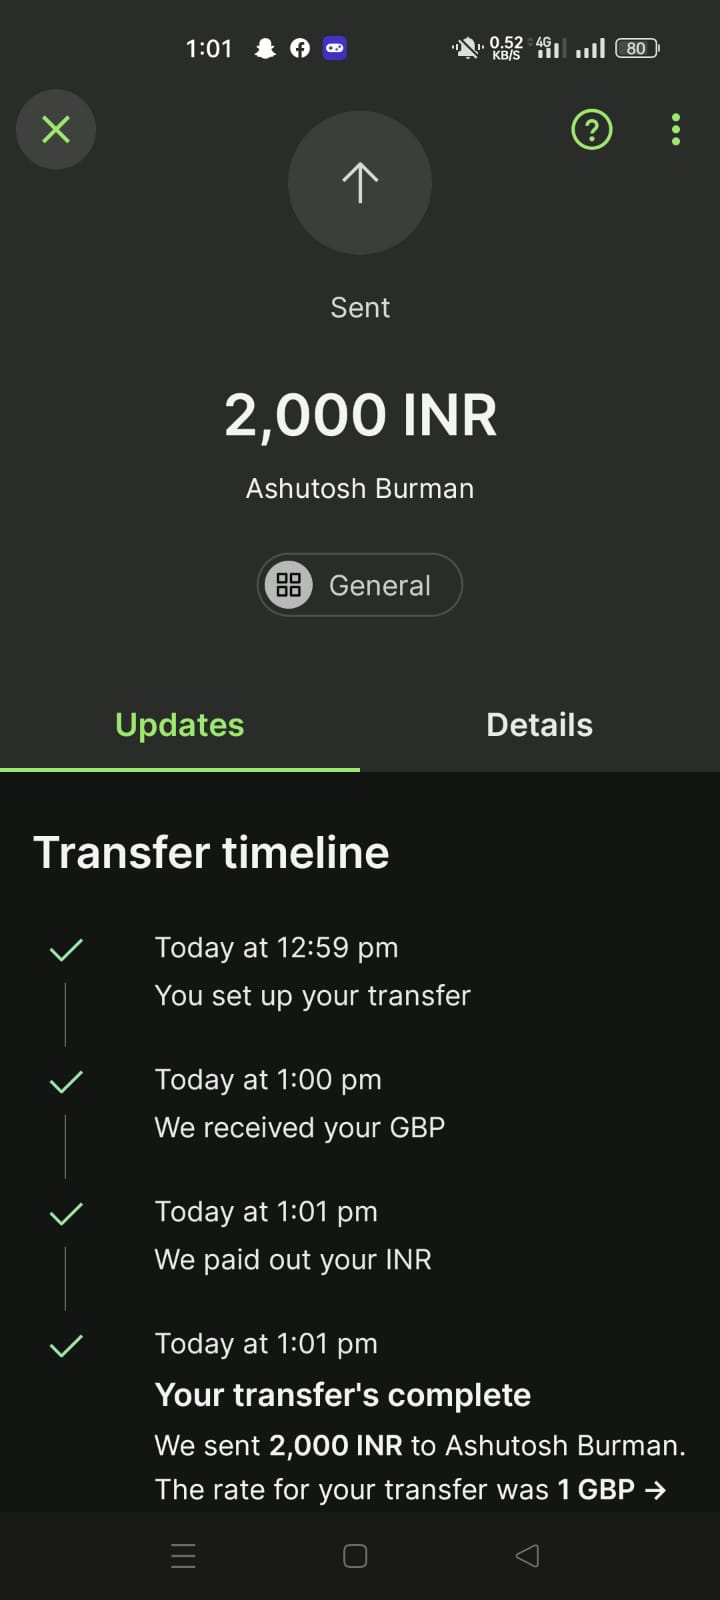 1:01
0.52
KB/S
4G
80
?
Sent
2,000 INR
Ashutosh Burman
General
Updates
Details
Transfer timeline
Today at 12:59 pm
You set up your transfer
Today at 1:00 pm
We received your GBP
Today at 1:01 pm
We paid out your INR
Today at 1:01 pm
Your transfer's complete
We sent 2,000 INR to Ashutosh Burman.
The rate for your transfer was 1 GBP →